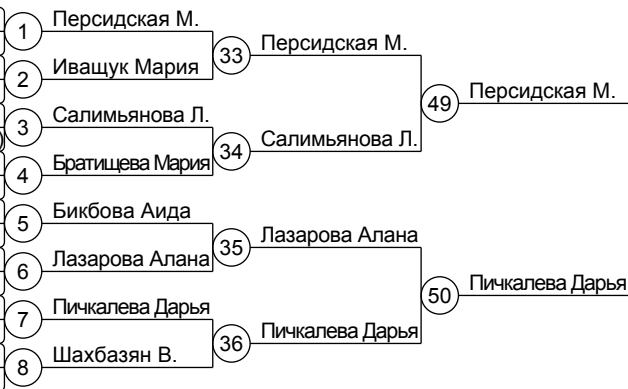 1 Персидская М.
33 Персидская М.
2 Иващук Мария
49 Персидская М.
3 Салимьянова Л.
34 Салимьянова Л.
4 Братищева Мария
5 Бикбова Аида
35 Лазарова Алана
6 Лазарова Алана
50 Пичкалева Дарья
7 Пичкалева Дарья
36 Пичкалева Дарья
8 Шахбазян В.